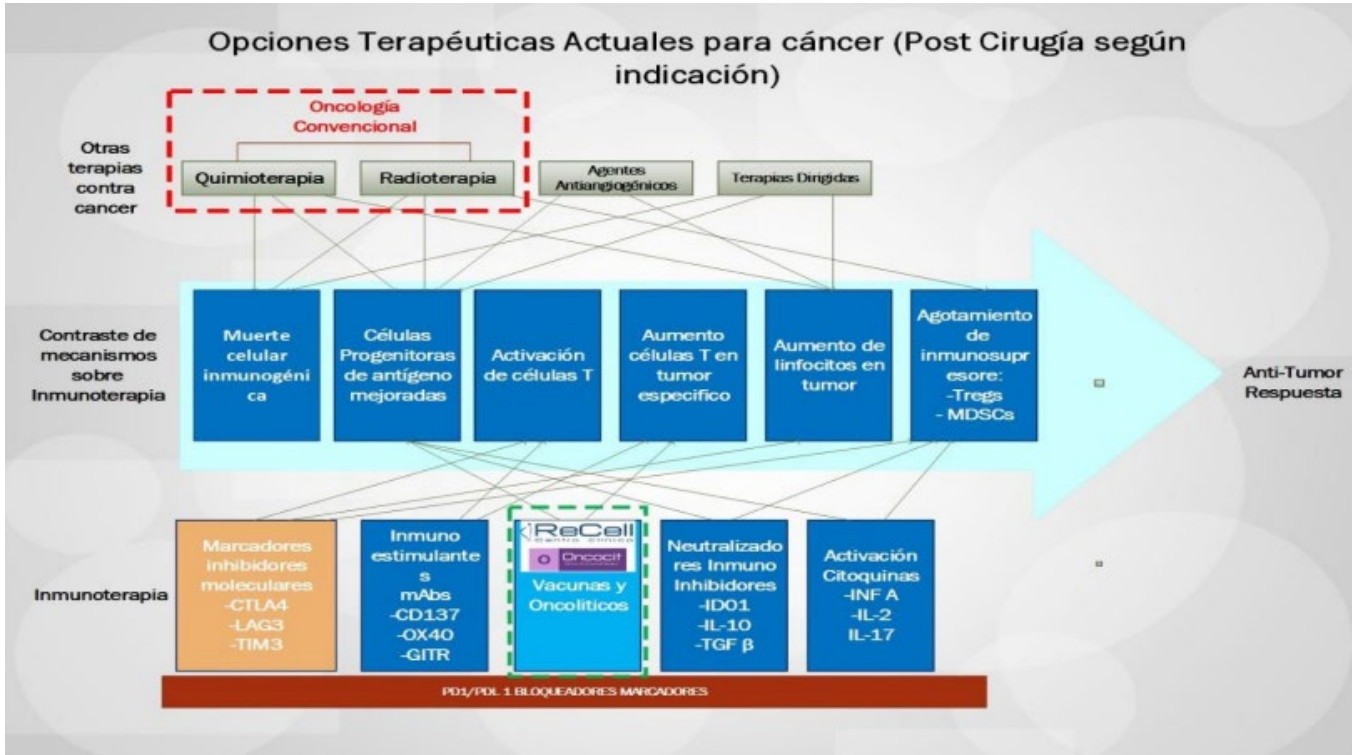 Opciones Terapéuticas Actuales para cáncer (Post Cirugía según
indicación)
Oncología
Convencional
Otras
terapias
contra
cancer
Quimioterapia
Radioterapia
Agentes
Antiangiogénicos
Terapias Dirigidas
Contraste de
mecanismos
sobre
Inmunoterapia
Muerte
celular
inmunogéni
ca
Células
Progenitoras
de antígeno
mejoradas
Activación
de células T
Aumento
células T en
tumor
especifico
Aumento de
linfocitos en
tumor
Agotamiento
de
inmunosupr
esore:
-Tregs
- MDSCs
Anti-Tumor
Respuesta
Inmunoterapia
Marcadores
inhibidores
moleculares
-CTLA4
-LAG3
-TIM3
Inmuno
estimulante
s
mAbs
-CD137
-OX40
-GITR
ReCell
Centro Clínico
Oncocit
Vacunas y
Oncoliticos
Neutralizado
res Inmuno
Inhibidores
-IDO1
-IL-10
-TGF β
Activación
Citoquinas
-INF A
-IL-2
IL-17
PD1/PDL 1 BLOQUEADORES MARCADORES